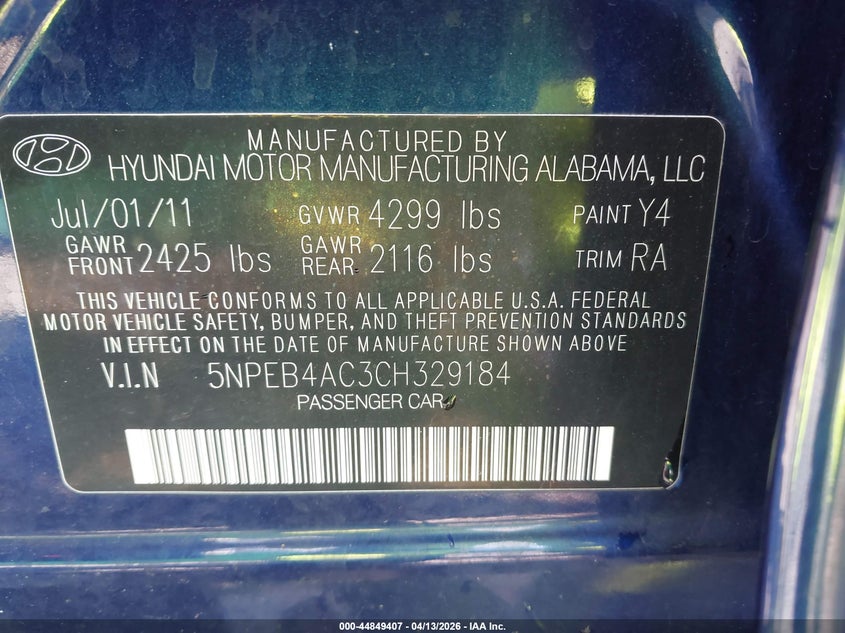 MANUFACTURED BY
HYUNDAI MOTOR MANUFACTURING ALABAMA, LLC
Jul/01/11 GVWR 4299 lbs PAINT Y4
GAWR FRONT 2425 lbs GAWR REAR 2116 lbs TRIM RA
THIS VEHICLE CONFORMS TO ALL APPLICABLE U.S.A. FEDERAL
MOTOR VEHICLE SAFETY, BUMPER, AND THEFT PREVENTION STANDARDS
IN EFFECT ON THE DATE OF MANUFACTURE SHOWN ABOVE
V.I.N 5NPEB4AC3CH329184
PASSENGER CAR
000-44849407 - 04/13/2026 - IAA Inc.